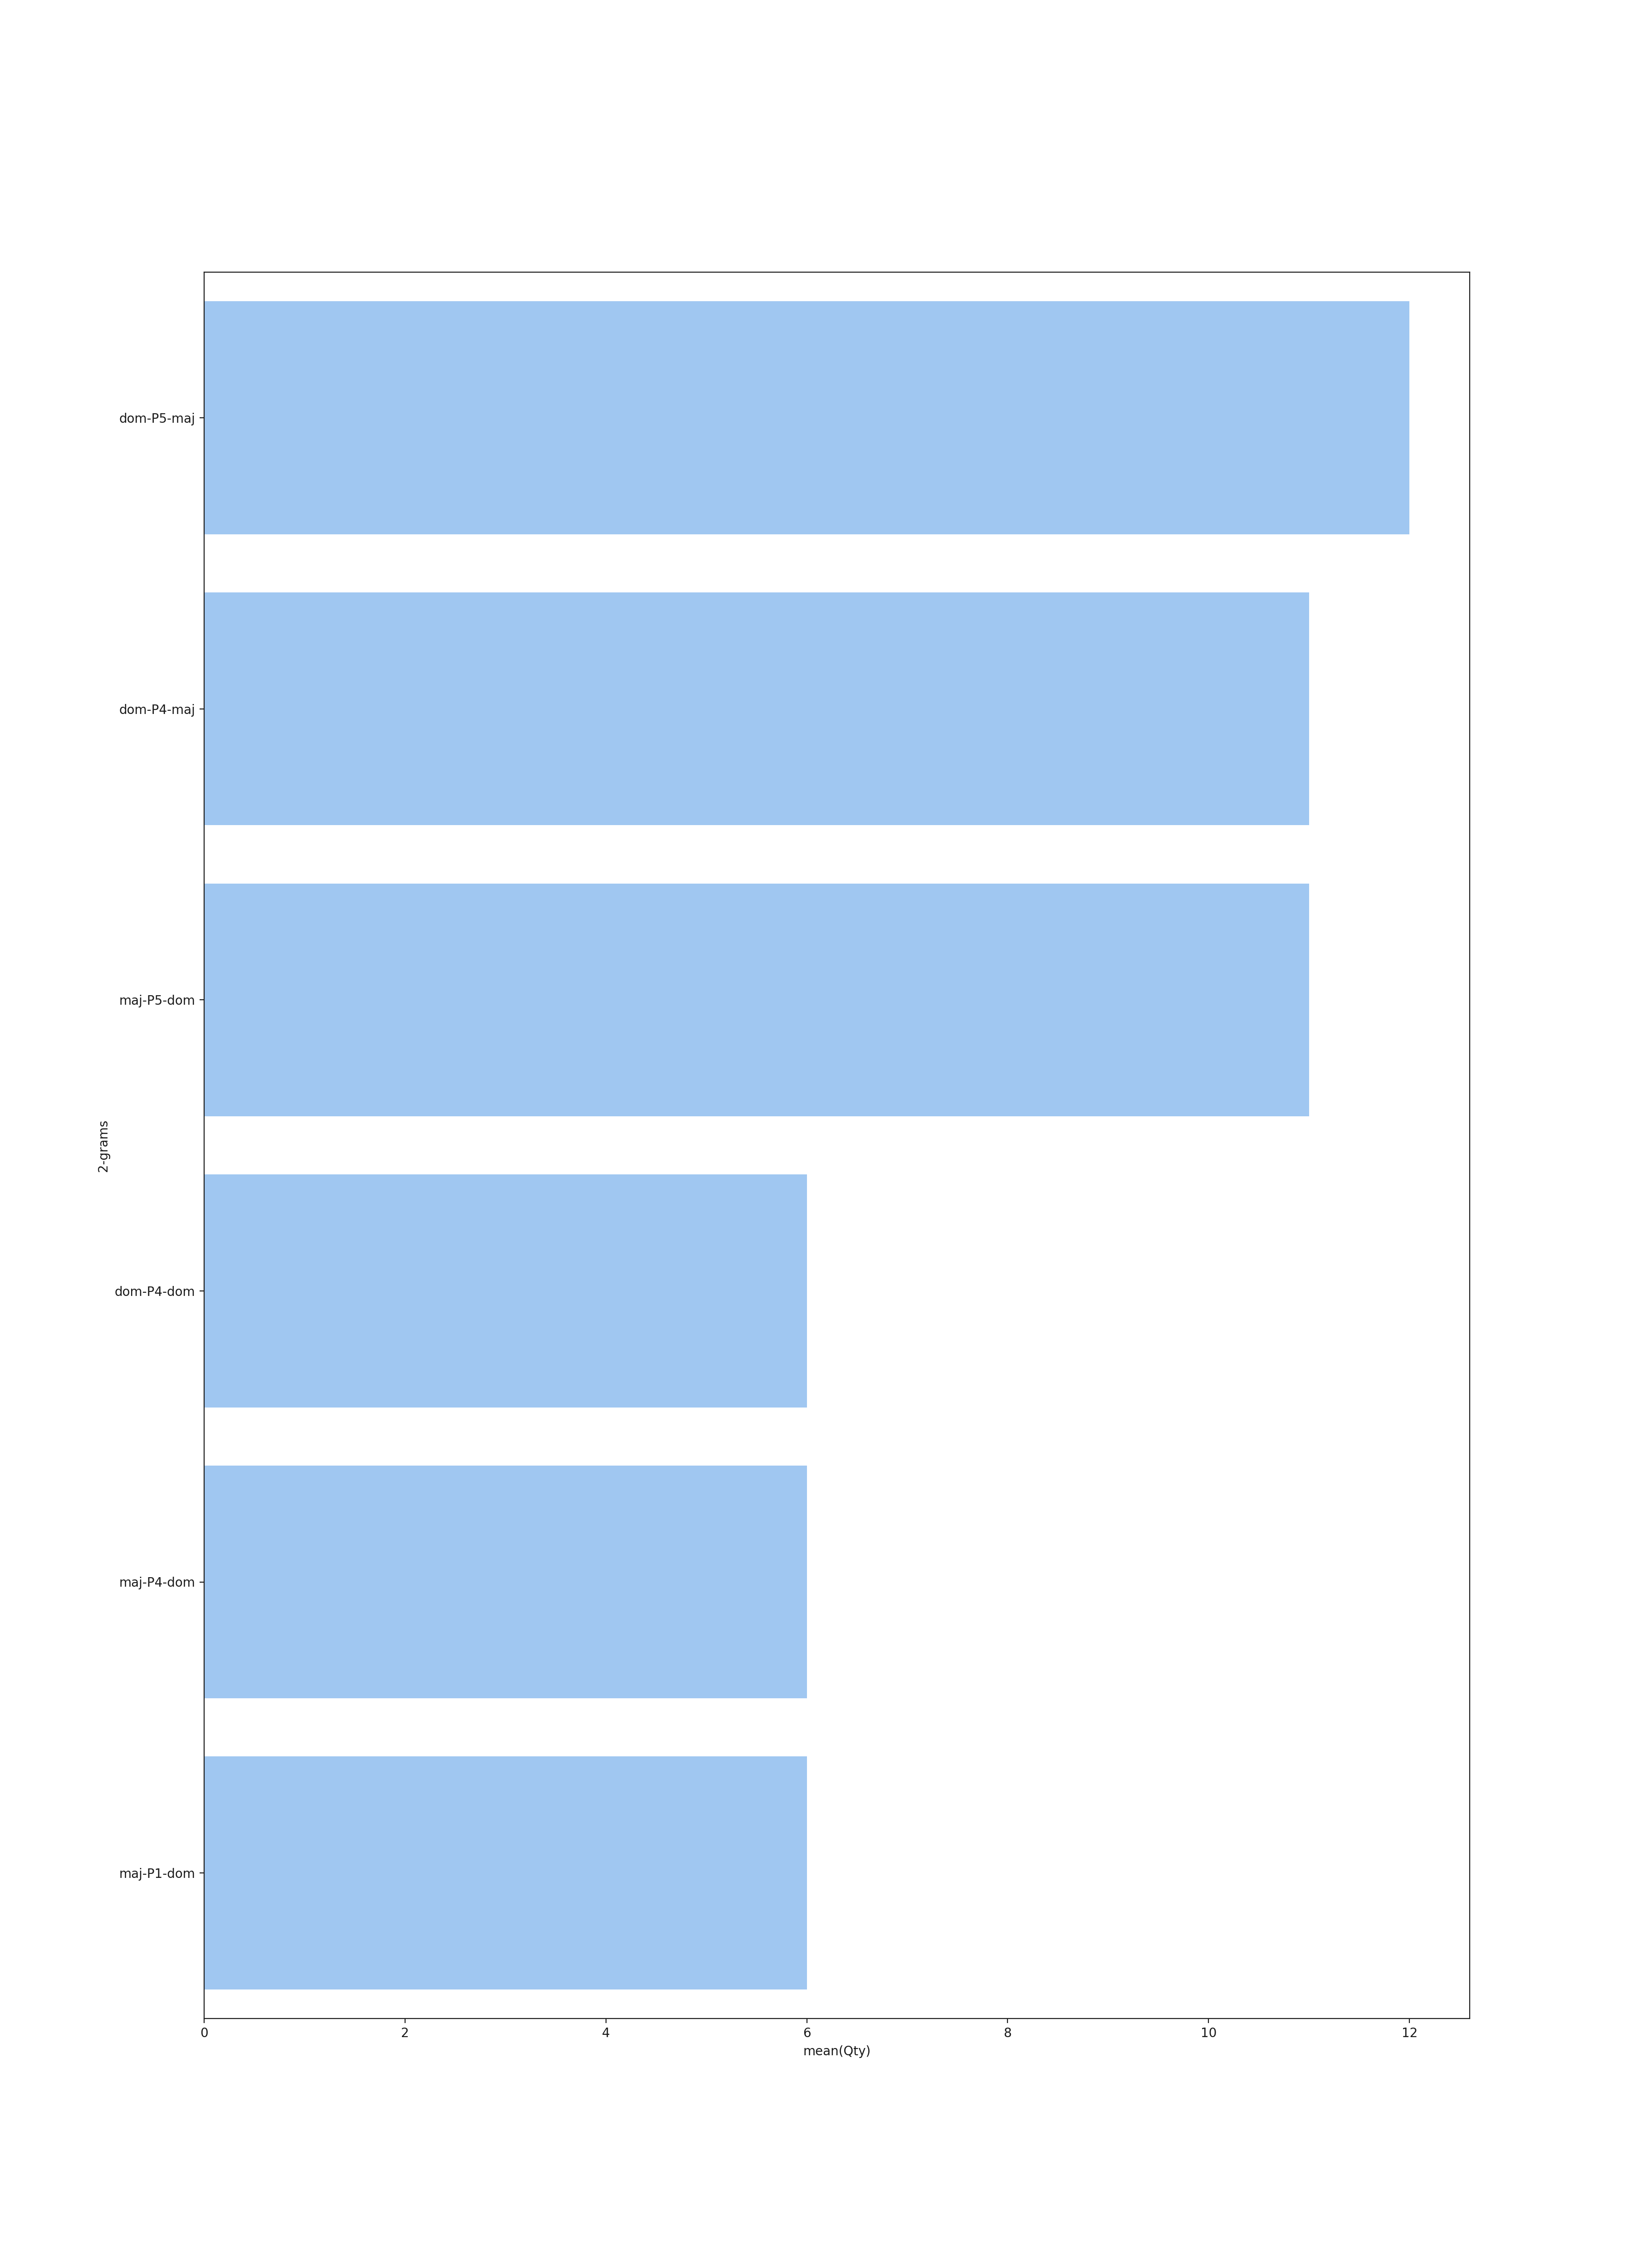 dom-P5-maj
dom-P4-maj
maj-P5-dom
2-grams
dom-P4-dom
maj-P4-dom
maj-P1-dom
0 2 4 6 8 10 12
mean(Qty)